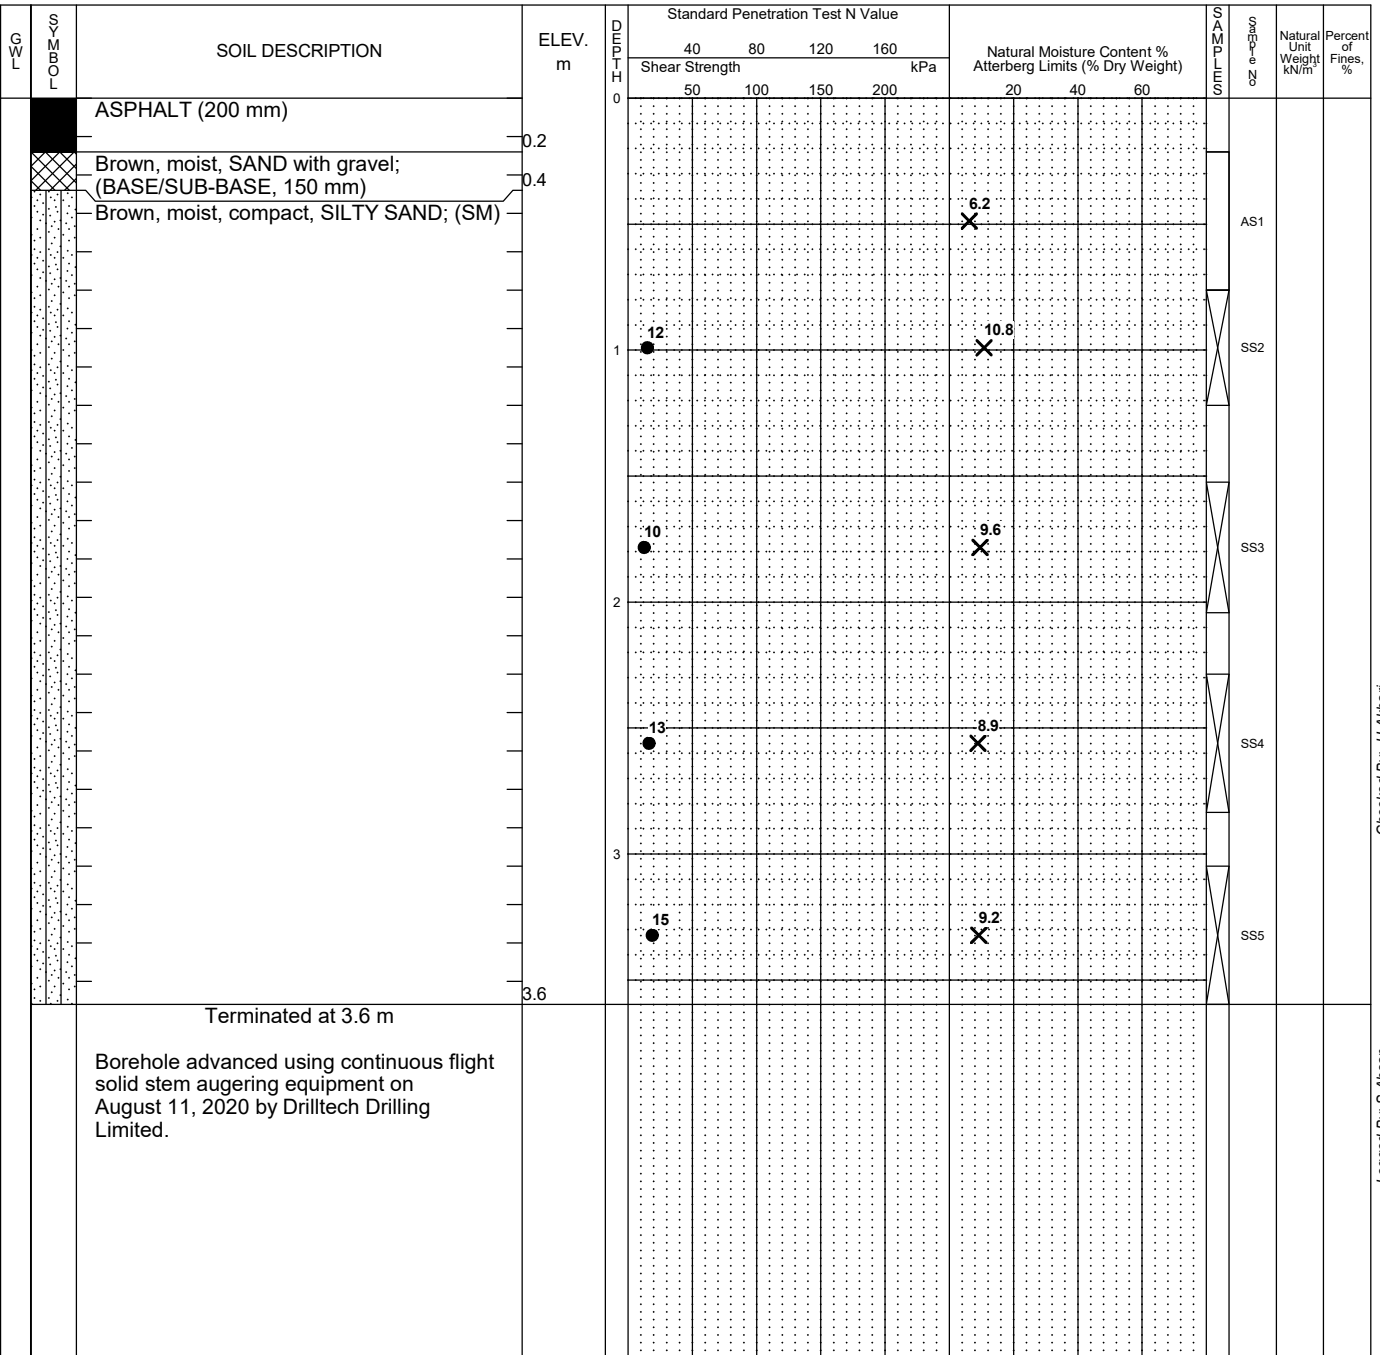 GWL
SYMBOL
SOIL DESCRIPTION
ELEV.
m
DEPTH
Standard Penetration Test N Value
40 80 120 160
Shear Strength kPa
50 100 150 200
Natural Moisture Content %
Atterberg Limits (% Dry Weight)
20 40 60
SAMPLES
Sample No
Natural
Unit
Weight
kN/m³
Percent
of
Fines,
%
0
ASPHALT (200 mm)
0.2
Brown, moist, SAND with gravel;
(BASE/SUB-BASE, 150 mm)
0.4
Brown, moist, compact, SILTY SAND; (SM)
6.2
AS1
12
10.8
1
SS2
10
9.6
SS3
2
13
8.9
SS4
3
15
9.2
SS5
3.6
Terminated at 3.6 m
Borehole advanced using continuous flight
solid stem augering equipment on
August 11, 2020 by Drilltech Drilling
Limited.